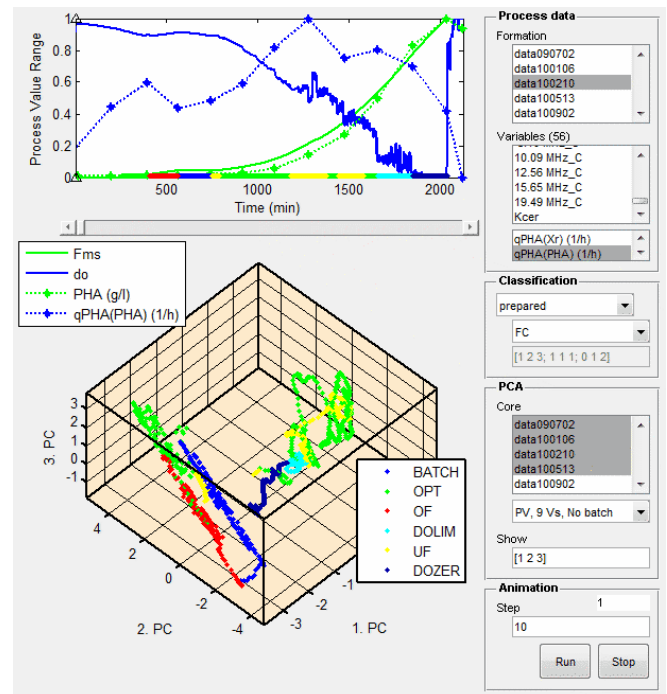 Process Value Range
1
0.8
0.6
0.4
0.2
0
500
1000
1500
2000
Time (min)
Fms
do
PHA (g/l)
qPHA(PHA) (1/h)
3. PC
3
2
1
0
-1
4
2
0
-2
-4
2. PC
-3
-2
-1
1. PC
BATCH
OPT
OF
DOLIM
UF
DOZER
Process data
Formation
data090702
data100106
data100210
data100513
data100902
Variables (56)
10.09 MHz_C
12.56 MHz_C
15.65 MHz_C
19.49 MHz_C
Kcer
qPHA(Xr) (1/h)
qPHA(PHA) (1/h)
Classification
prepared
FC
[1 2 3; 1 1 1; 0 1 2]
PCA
Core
data090702
data100106
data100210
data100513
data100902
PV, 9 Vs, No batch
Show
[1 2 3]
Animation
Step
1
10
Run
Stop